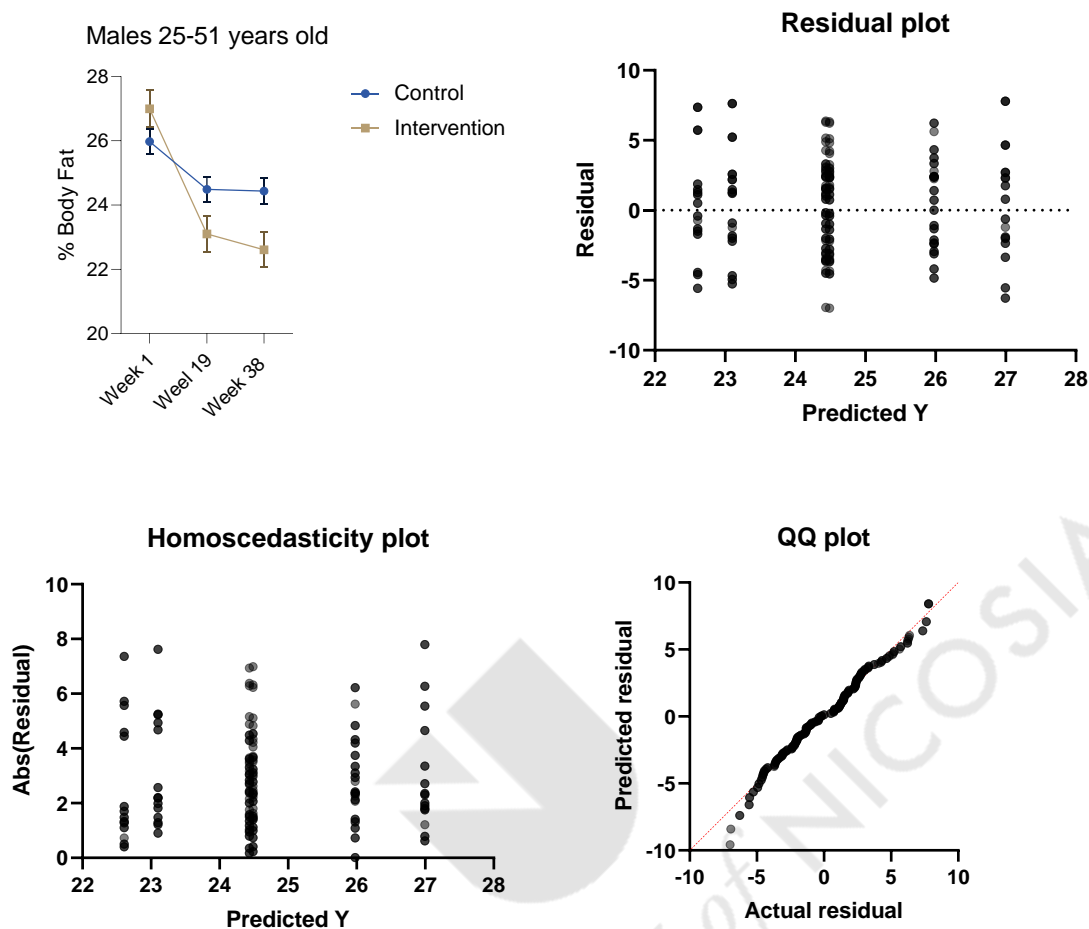 Males 25-51 years old
28
26
24
22
20
% Body Fat
Week 1
Weel 19
Week 38
Control
Intervention
Residual plot
10
5
0
-5
-10
Residual
22 23 24 25 26 27 28
Predicted Y
Homoscedasticity plot
10
8
6
4
2
0
Abs(Residual)
22 23 24 25 26 27 28
Predicted Y
QQ plot
10
5
0
-5
-10
Predicted residual
-10 -5 0 5 10
Actual residual
of NICOSIA